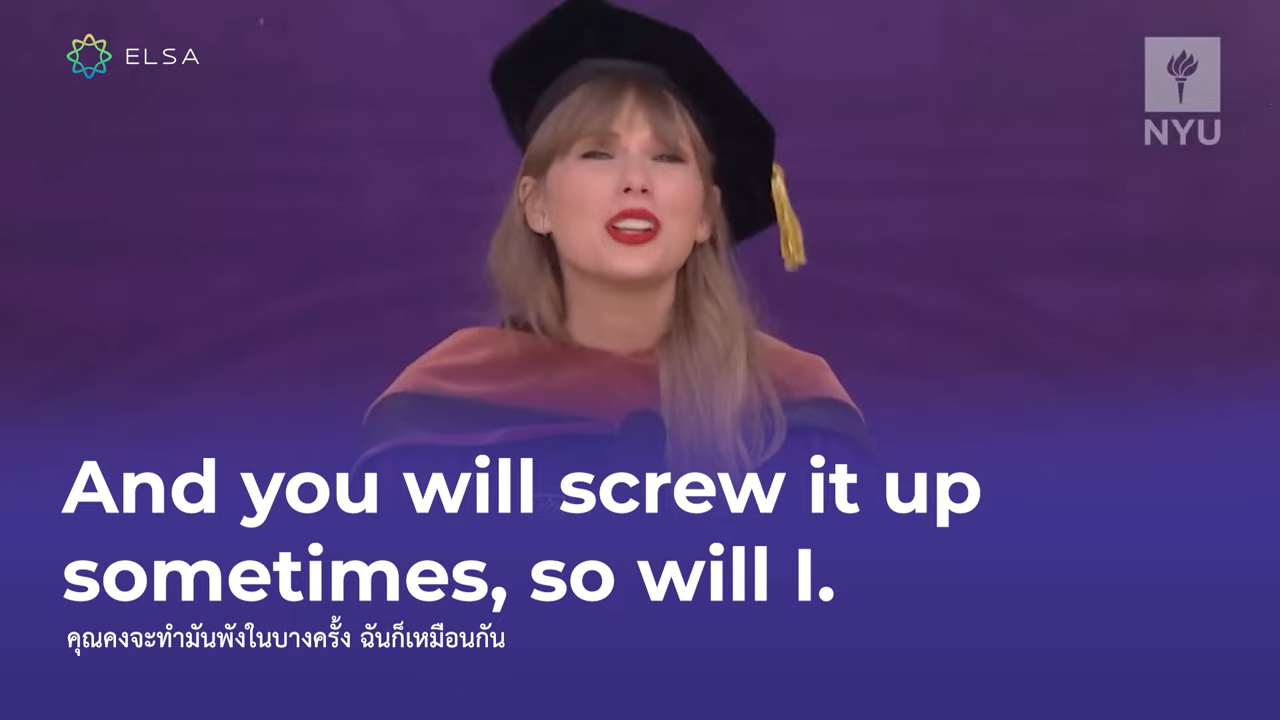 ELSA
NYU
And you will screw it up
sometimes, so will I.
คุณคงจะทำมันพังในบางครั้ง ฉันก็เหมือนกัน